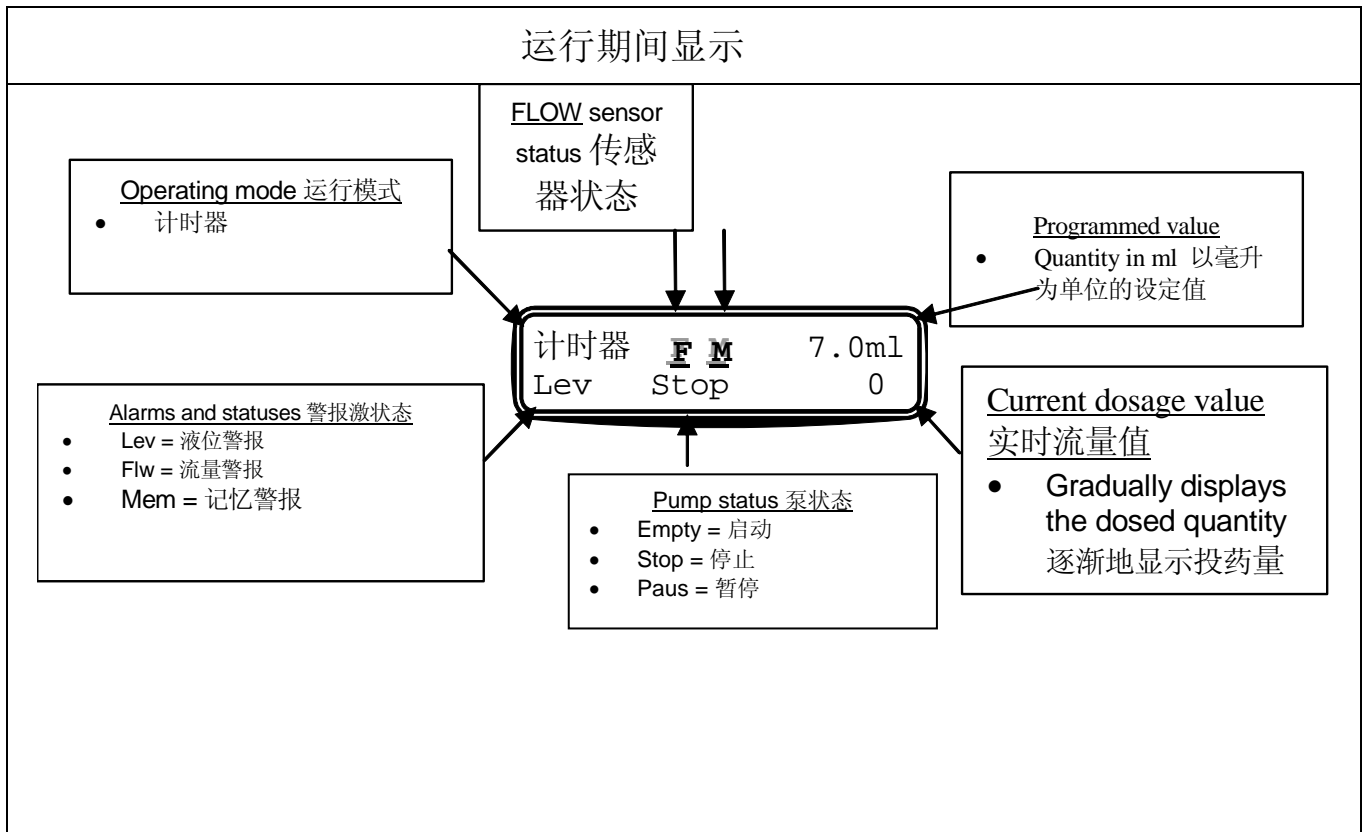 运行期间显示
FLOW sensor
status 传感
器状态
Operating mode 运行模式
• 计时器
Programmed value
• Quantity in ml 以毫升
为单位的设定值
计时器 F M 7.0ml
Lev Stop 0
Alarms and statuses 警报激状态
• Lev = 液位警报
• Flw = 流量警报
• Mem = 记忆警报
Pump status 泵状态
• Empty = 启动
• Stop = 停止
• Paus = 暂停
Current dosage value
实时流量值
• Gradually displays
the dosed quantity
逐渐地显示投药量